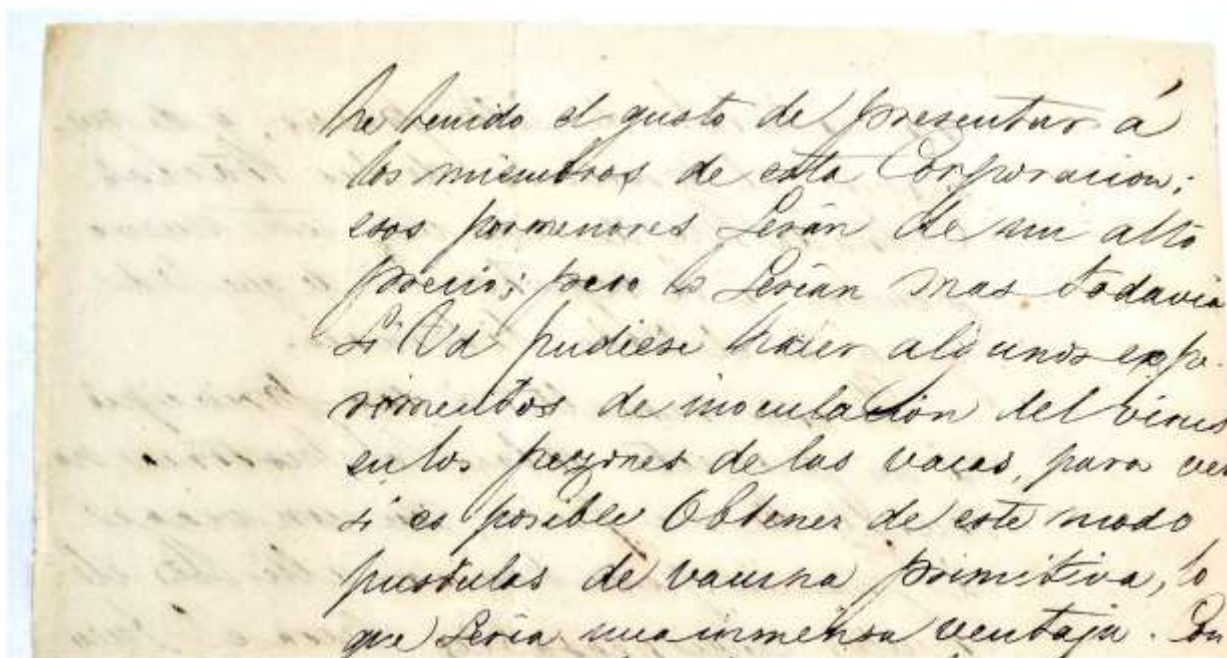 he tenido el gusto de presentar á
los miembros de esta Corporacion;
esos pormenores serán de un alto
precio; pero lo serian mas todavia
si Vd pudiese hacer algunos expe-
rimentos de inoculación del virus
en los pezones de las vacas, para ver
si es posible obtener de este modo
pustulas de vacuna primitiva, lo
que seria una inmensa ventaja. Con